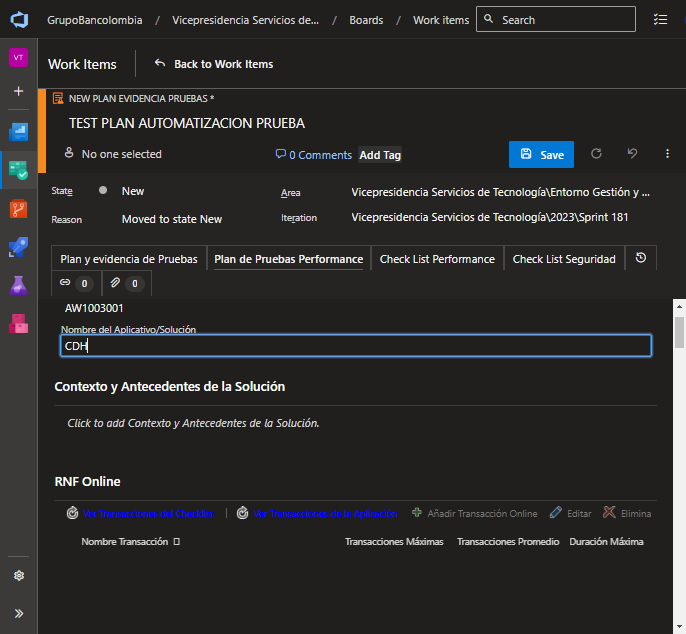 GrupoBancolombia / Vicepresidencia Servicios de... / Boards / Work items Search
VT
Work Items Back to Work Items
NEW PLAN EVIDENCIA PRUEBAS *
TEST PLAN AUTOMATIZACION PRUEBA
No one selected 0 Comments Add Tag Save
State New Area Vicepresidencia Servicios de Tecnología\Entorno Gestión y ...
Reason Moved to state New Iteration Vicepresidencia Servicios de Tecnología\2023\Sprint 181
Plan y evidencia de Pruebas Plan de Pruebas Performance Check List Performance Check List Seguridad
0 0
AW1003001
Nombre del Aplicativo/Solución
CDH
Contexto y Antecedentes de la Solución
Click to add Contexto y Antecedentes de la Solución.
RNF Online
Ver Transacciones del Checklist | Ver Transacciones de la Aplicación Añadir Transacción Online Editar Elimina
Nombre Transacción Transacciones Máximas Transacciones Promedio Duración Máxima